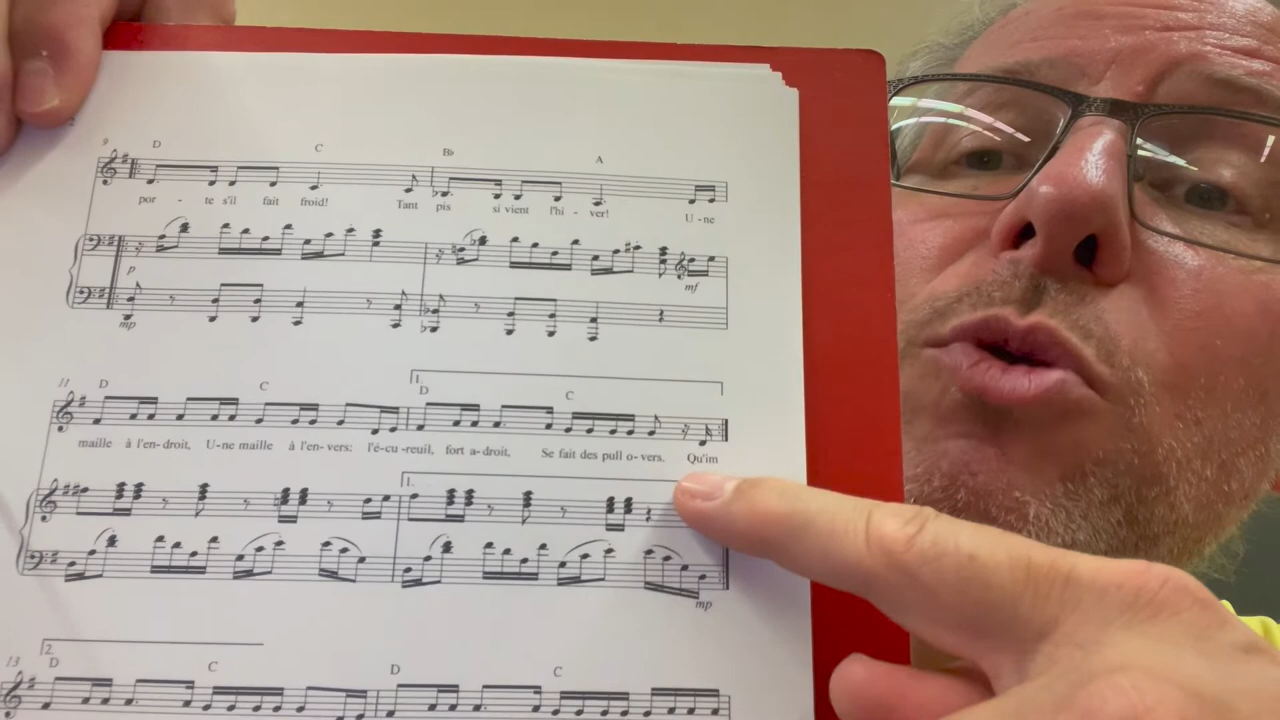 9 D C B♭ A
por - te s'il fait froid! Tant pis si vient l'hi - ver! U - ne
p mf
mp
1.
11 D C D C
maille à l'en- droit, U - ne maille à l'en- vers: l'é - cu - reuil, fort a - droit, Se fait des pull o - vers. Qu'im
1.
mp
2.
13 D C D C